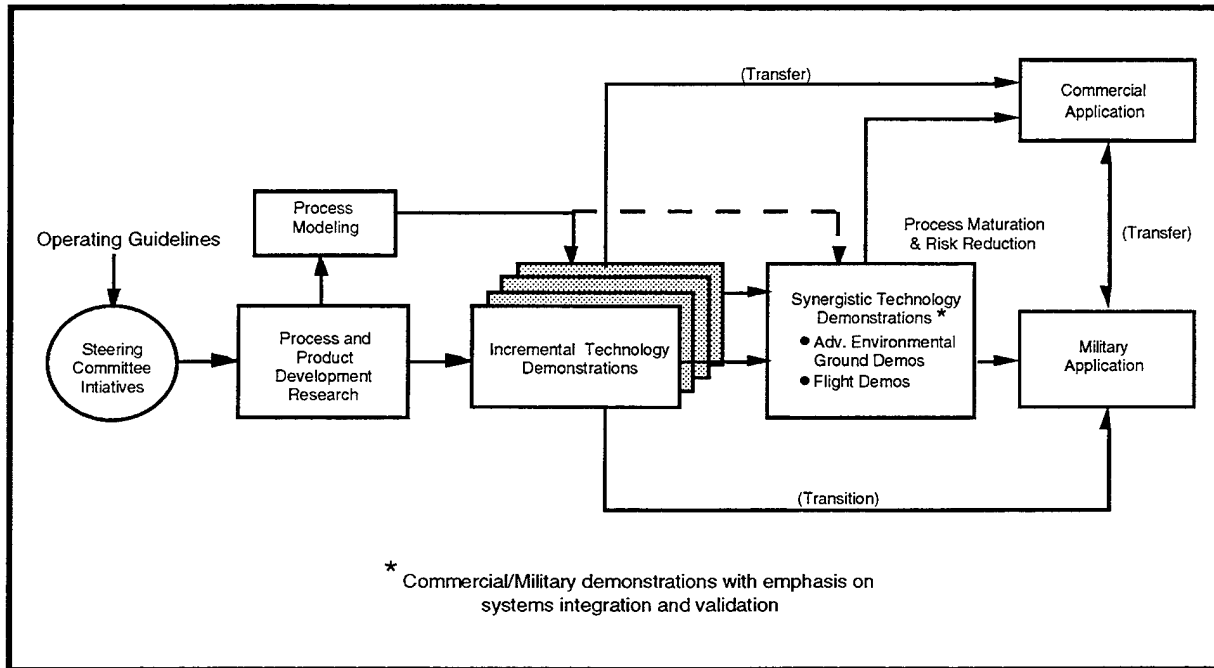 (Transfer)
Commercial
Application
Process
Modeling
Operating Guidelines
Process Maturation
& Risk Reduction
(Transfer)
Steering
Committee
Intiatives
Process and
Product
Development
Research
Incremental Technology
Demonstrations
Synergistic Technology
Demonstrations *
● Adv. Environmental
Ground Demos
● Flight Demos
Military
Application
(Transition)
* Commercial/Military demonstrations with emphasis on
systems integration and validation